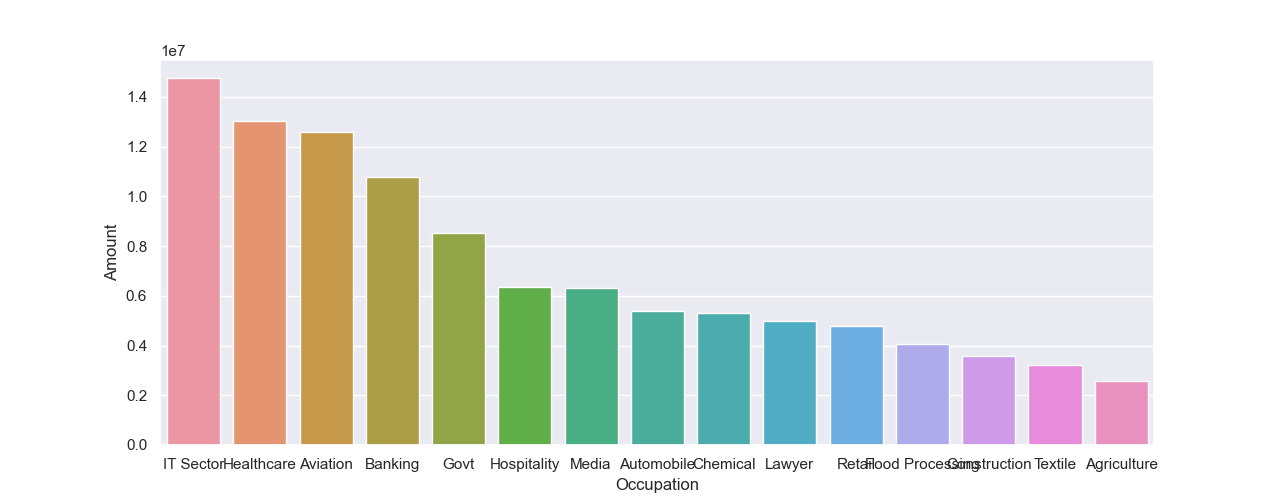 1e7
1.4
1.2
1.0
0.8
0.6
0.4
0.2
0.0
Amount
IT Sector Healthcare Aviation Banking Govt Hospitality Media Automobile Chemical Lawyer Retail Food Processing Construction Textile Agriculture
Occupation